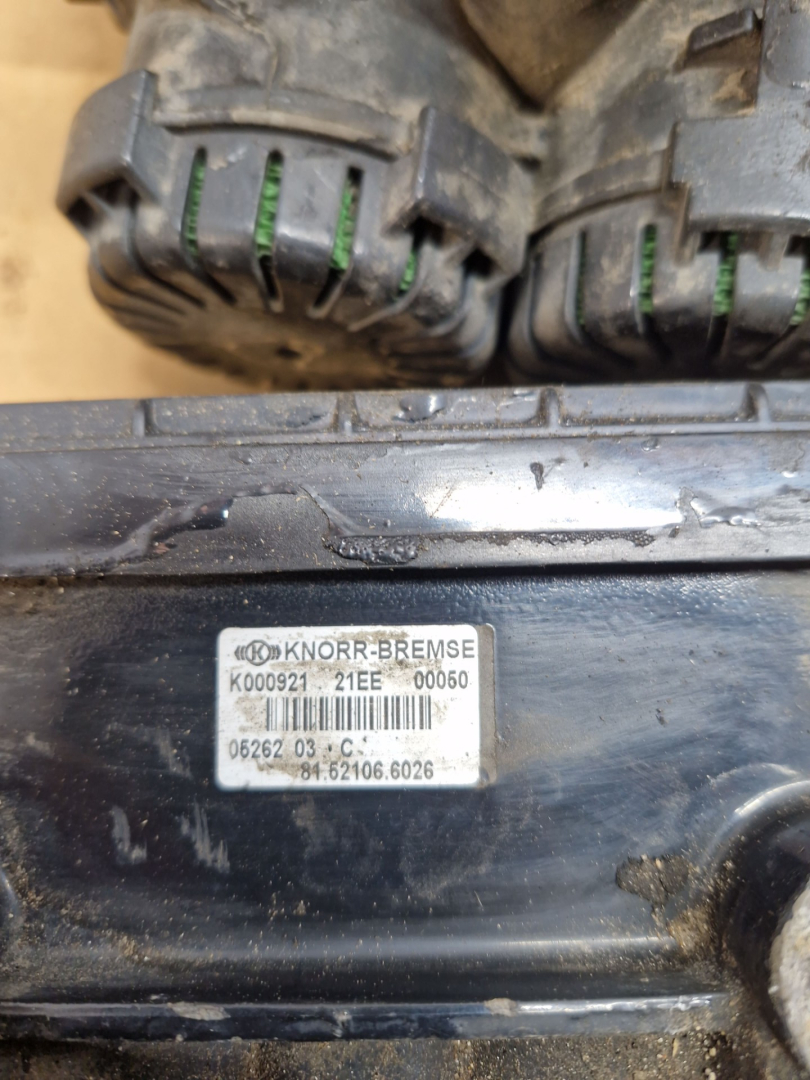 KNORR-BREMSE
K000921 21EE 00050
05262 03 C
81.52106.6026